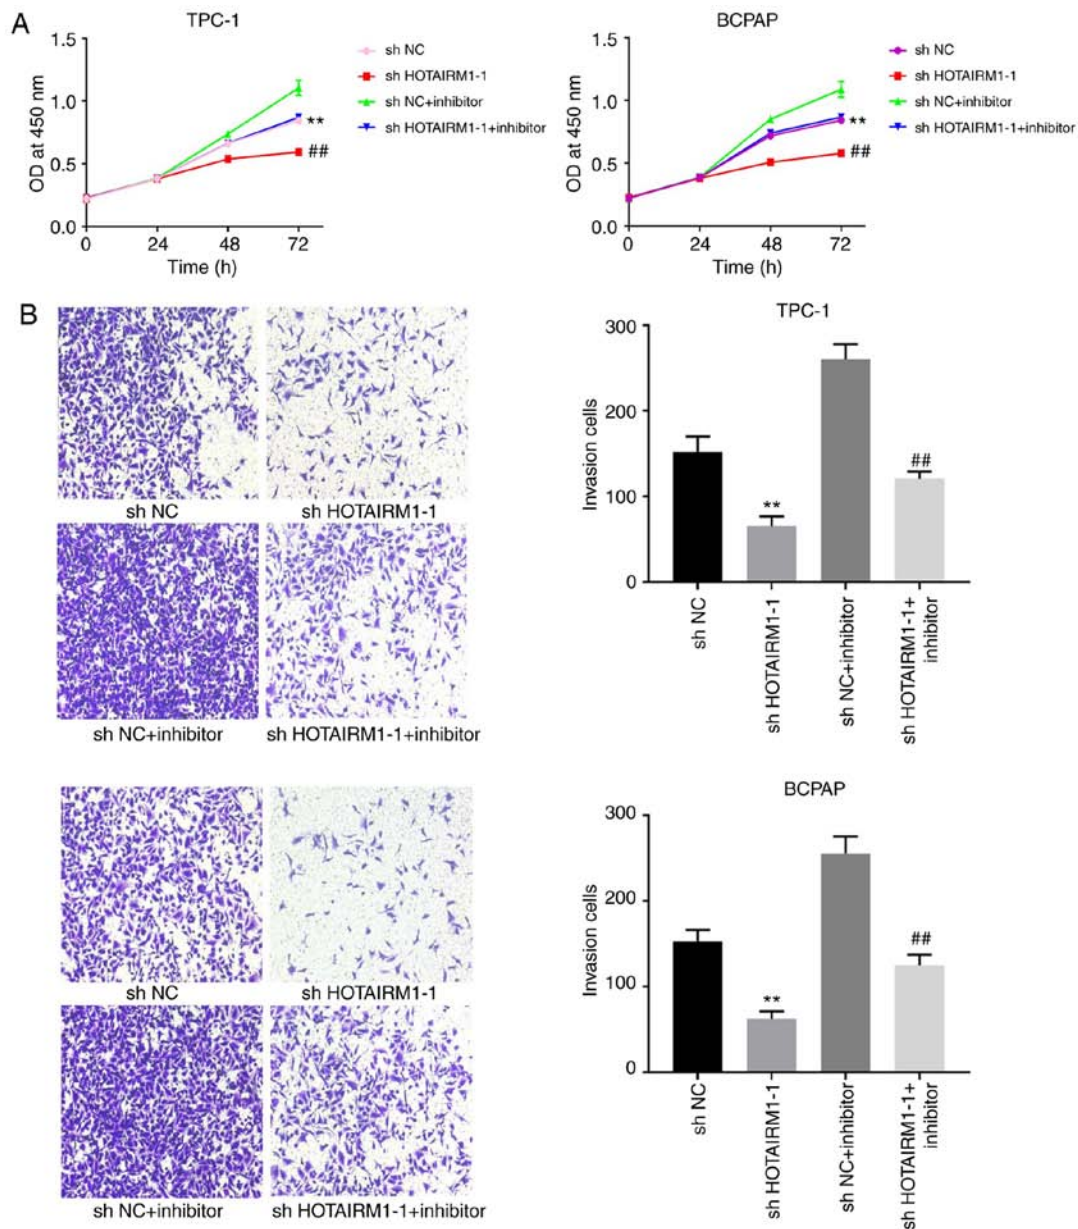 A
TPC-1
1.5
1.0
0.5
0.0
OD at 450 nm
0 24 48 72
Time (h)
sh NC
sh HOTAIRM1-1
sh NC+inhibitor
sh HOTAIRM1-1+inhibitor
**
##
BCPAP
1.5
1.0
0.5
0.0
OD at 450 nm
0 24 48 72
Time (h)
sh NC
sh HOTAIRM1-1
sh NC+inhibitor
sh HOTAIRM1-1+inhibitor
**
##
B
sh NC
sh HOTAIRM1-1
sh NC+inhibitor
sh HOTAIRM1-1+inhibitor
TPC-1
300
200
100
0
Invasion cells
**
##
sh NC
sh HOTAIRM1-1
sh NC+inhibitor
sh HOTAIRM1-1+
inhibitor
sh NC
sh HOTAIRM1-1
sh NC+inhibitor
sh HOTAIRM1-1+inhibitor
BCPAP
300
200
100
0
Invasion cells
**
##
sh NC
sh HOTAIRM1-1
sh NC+inhibitor
sh HOTAIRM1-1+
inhibitor